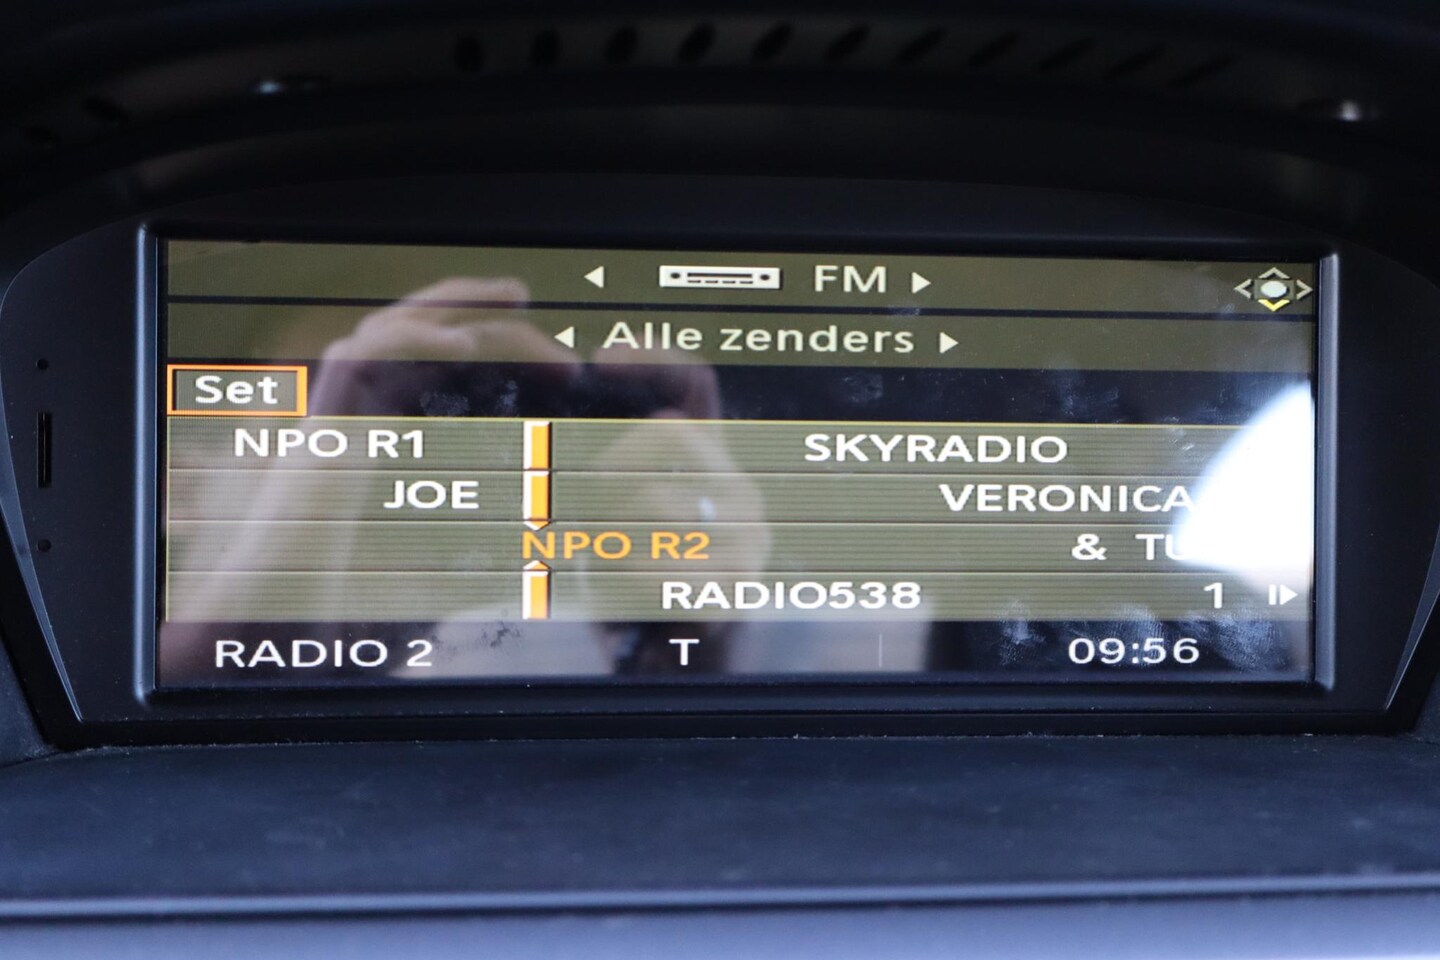 FM
Alle zenders
Set
NPO R1 SKYRADIO
JOE VERONICA
NPO R2 &
RADIO538 1
RADIO 2 T 09:56